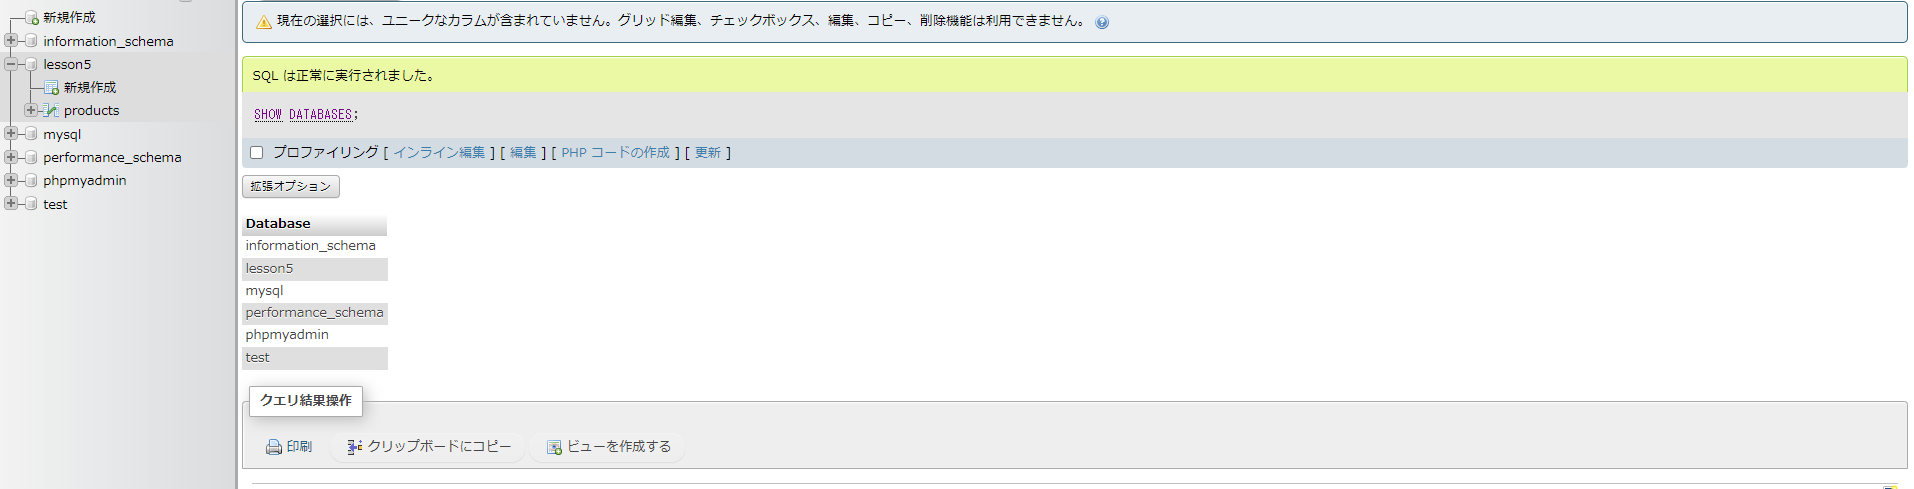 新規作成
information_schema
lesson5
新規作成
products
mysql
performance_schema
phpmyadmin
test
現在の選択には、ユニークなカラムが含まれていません。グリッド編集、チェックボックス、編集、コピー、削除機能は利用できません。
SQL は正常に実行されました。
SHOW DATABASES;
プロファイリング [ インライン編集 ] [ 編集 ] [ PHP コードの作成 ] [ 更新 ]
拡張オプション
Database
information_schema
lesson5
mysql
performance_schema
phpmyadmin
test
クエリ結果操作
印刷 クリップボードにコピー ビューを作成する